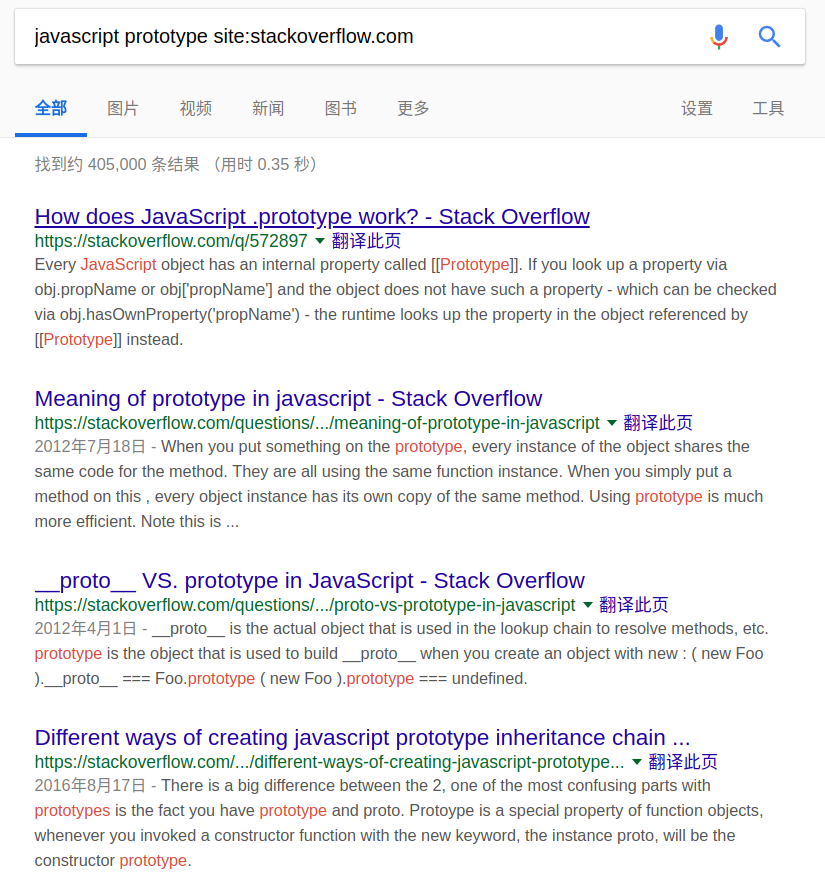 javascript prototype site:stackoverflow.com
全部 图片 视频 新闻 图书 更多 设置 工具
找到约 405,000 条结果 （用时 0.35 秒）
How does JavaScript .prototype work? - Stack Overflow
https://stackoverflow.com/q/572897 翻译此页
Every JavaScript object has an internal property called [[Prototype]]. If you look up a property via
obj.propName or obj['propName'] and the object does not have such a property - which can be checked
via obj.hasOwnProperty('propName') - the runtime looks up the property in the object referenced by
[[Prototype]] instead.
Meaning of prototype in javascript - Stack Overflow
https://stackoverflow.com/questions/.../meaning-of-prototype-in-javascript 翻译此页
2012年7月18日 - When you put something on the prototype, every instance of the object shares the
same code for the method. They are all using the same function instance. When you simply put a
method on this , every object instance has its own copy of the same method. Using prototype is much
more efficient. Note this is ...
__proto__ VS. prototype in JavaScript - Stack Overflow
https://stackoverflow.com/questions/.../proto-vs-prototype-in-javascript 翻译此页
2012年4月1日 - __proto__ is the actual object that is used in the lookup chain to resolve methods, etc.
prototype is the object that is used to build __proto__ when you create an object with new : ( new Foo
).__proto__ === Foo.prototype ( new Foo ).prototype === undefined.
Different ways of creating javascript prototype inheritance chain ...
https://stackoverflow.com/.../different-ways-of-creating-javascript-prototype... 翻译此页
2016年8月17日 - There is a big difference between the 2, one of the most confusing parts with
prototypes is the fact you have prototype and proto. Protoype is a special property of function objects,
whenever you invoked a constructor function with the new keyword, the instance proto, will be the
constructor prototype.